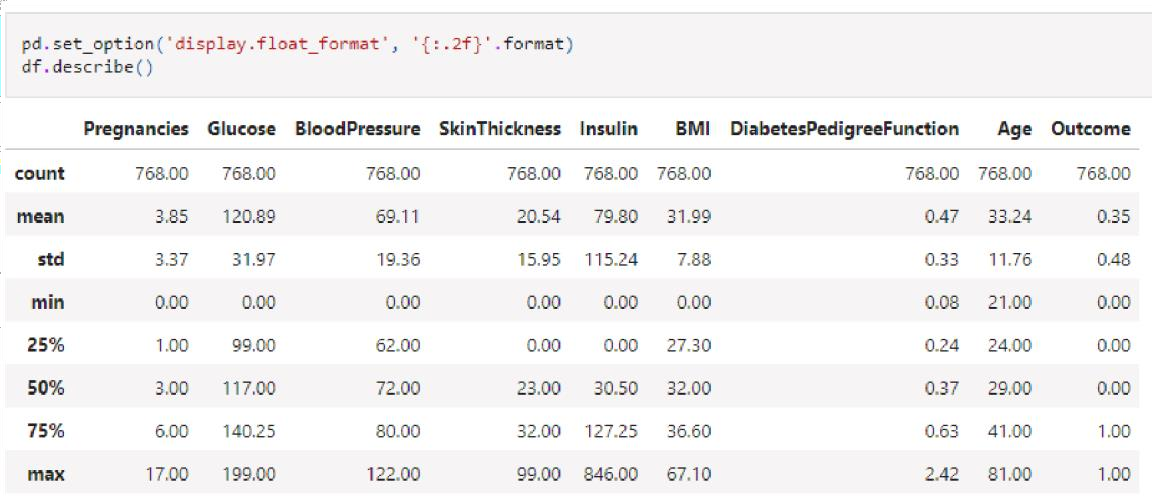 pd.set_option('display.float_format', '{:.2f}'.format)
df.describe()
Pregnancies Glucose BloodPressure SkinThickness Insulin BMI DiabetesPedigreeFunction Age Outcome
count 768.00 768.00 768.00 768.00 768.00 768.00 768.00 768.00 768.00
mean 3.85 120.89 69.11 20.54 79.80 31.99 0.47 33.24 0.35
std 3.37 31.97 19.36 15.95 115.24 7.88 0.33 11.76 0.48
min 0.00 0.00 0.00 0.00 0.00 0.00 0.08 21.00 0.00
25% 1.00 99.00 62.00 0.00 0.00 27.30 0.24 24.00 0.00
50% 3.00 117.00 72.00 23.00 30.50 32.00 0.37 29.00 0.00
75% 6.00 140.25 80.00 32.00 127.25 36.60 0.63 41.00 1.00
max 17.00 199.00 122.00 99.00 846.00 67.10 2.42 81.00 1.00